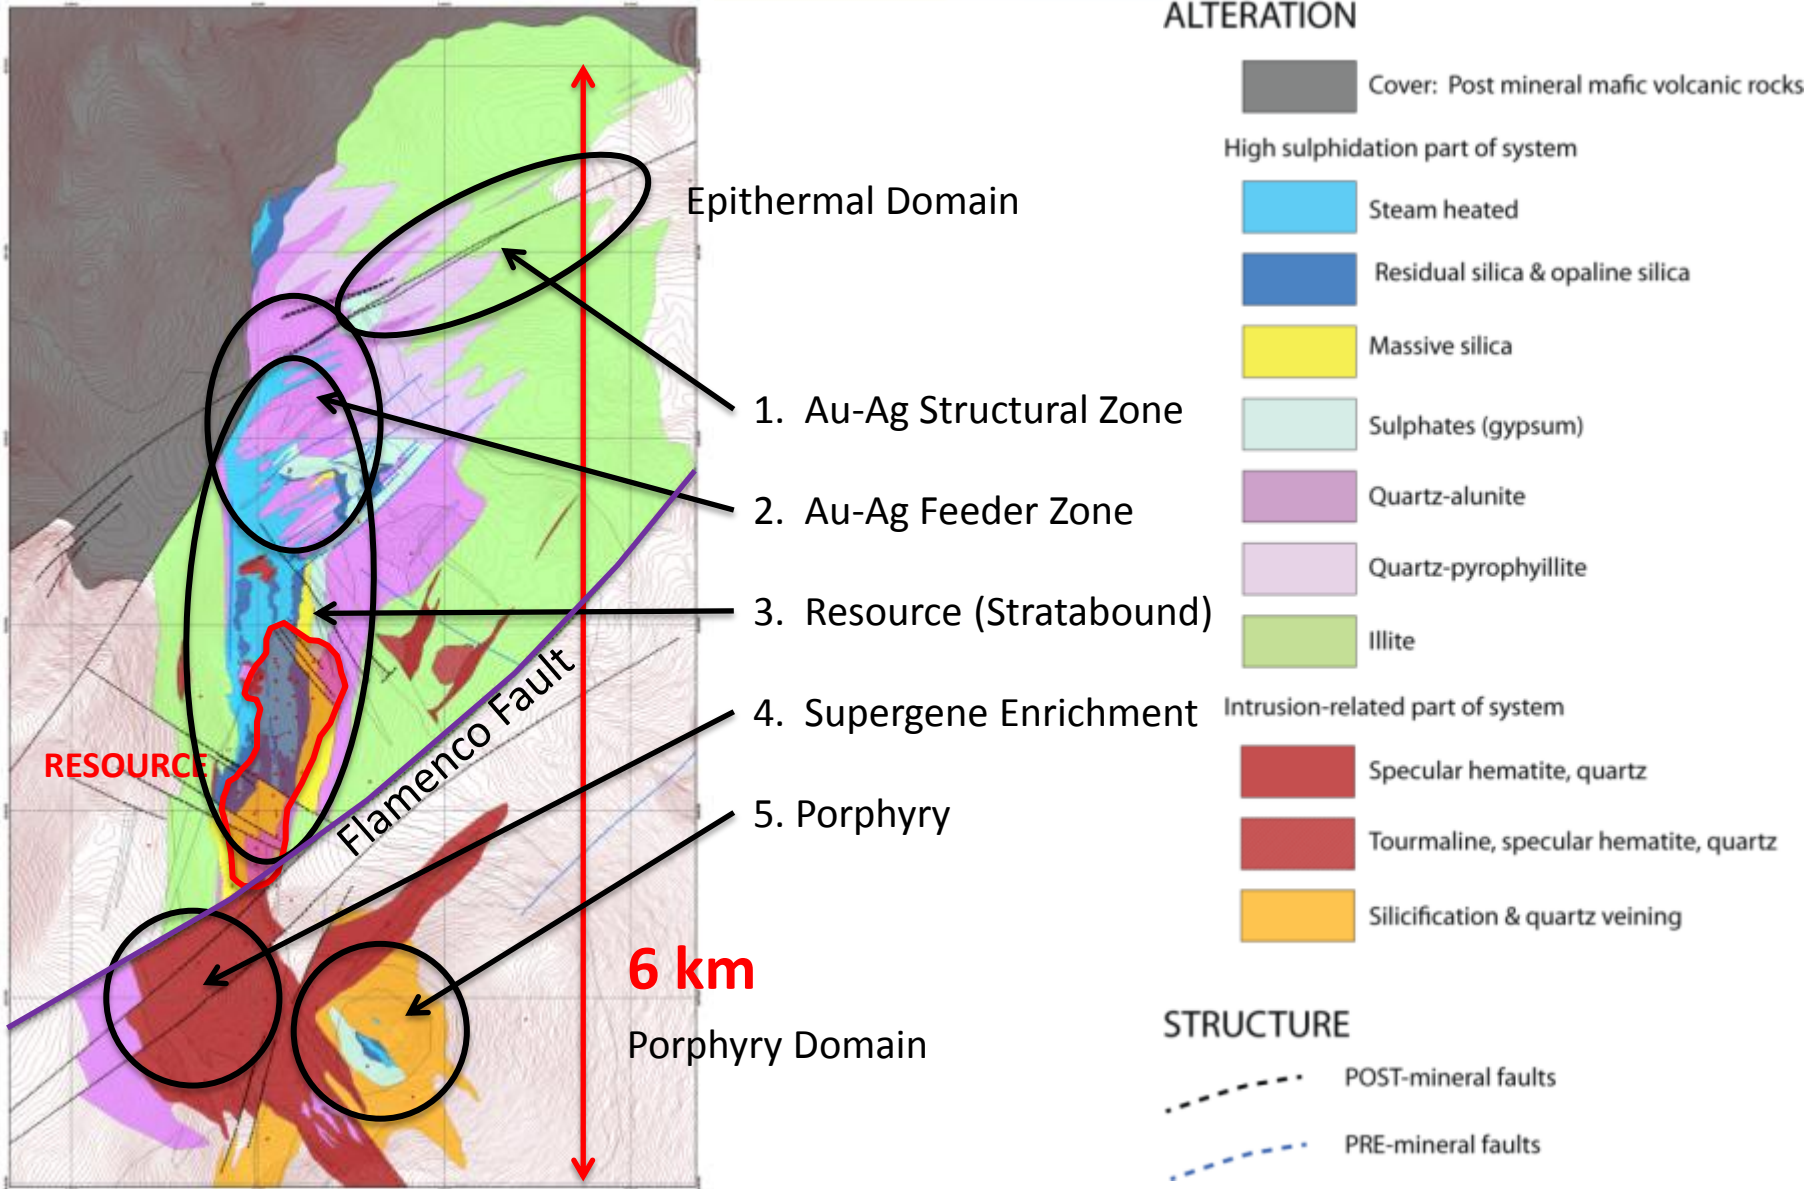 ALTERATION
Cover: Post mineral mafic volcanic rocks
High sulphidation part of system
Steam heated
Residual silica & opaline silica
Massive silica
Sulphates (gypsum)
Quartz-alunite
Quartz-pyrophyillite
Illite
Intrusion-related part of system
Specular hematite, quartz
Tourmaline, specular hematite, quartz
Silicification & quartz veining
STRUCTURE
POST-mineral faults
PRE-mineral faults
Epithermal Domain
1. Au-Ag Structural Zone
2. Au-Ag Feeder Zone
3. Resource (Stratabound)
4. Supergene Enrichment
5. Porphyry
RESOURCE
Flamenco Fault
6 km
Porphyry Domain